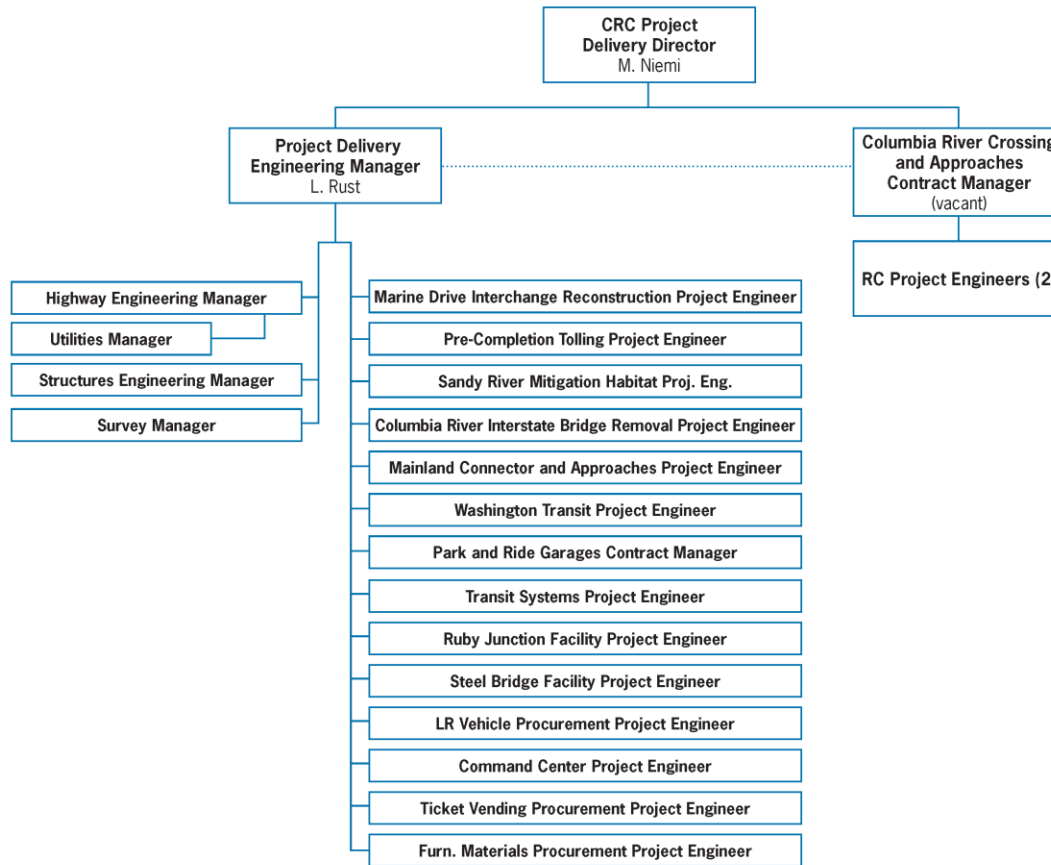 CRC Project
Delivery Director
M. Niemi
Project Delivery
Engineering Manager
L. Rust
Columbia River Crossing
and Approaches
Contract Manager
(vacant)
RC Project Engineers (2
Highway Engineering Manager
Utilities Manager
Structures Engineering Manager
Survey Manager
Marine Drive Interchange Reconstruction Project Engineer
Pre-Completion Tolling Project Engineer
Sandy River Mitigation Habitat Proj. Eng.
Columbia River Interstate Bridge Removal Project Engineer
Mainland Connector and Approaches Project Engineer
Washington Transit Project Engineer
Park and Ride Garages Contract Manager
Transit Systems Project Engineer
Ruby Junction Facility Project Engineer
Steel Bridge Facility Project Engineer
LR Vehicle Procurement Project Engineer
Command Center Project Engineer
Ticket Vending Procurement Project Engineer
Furn. Materials Procurement Project Engineer